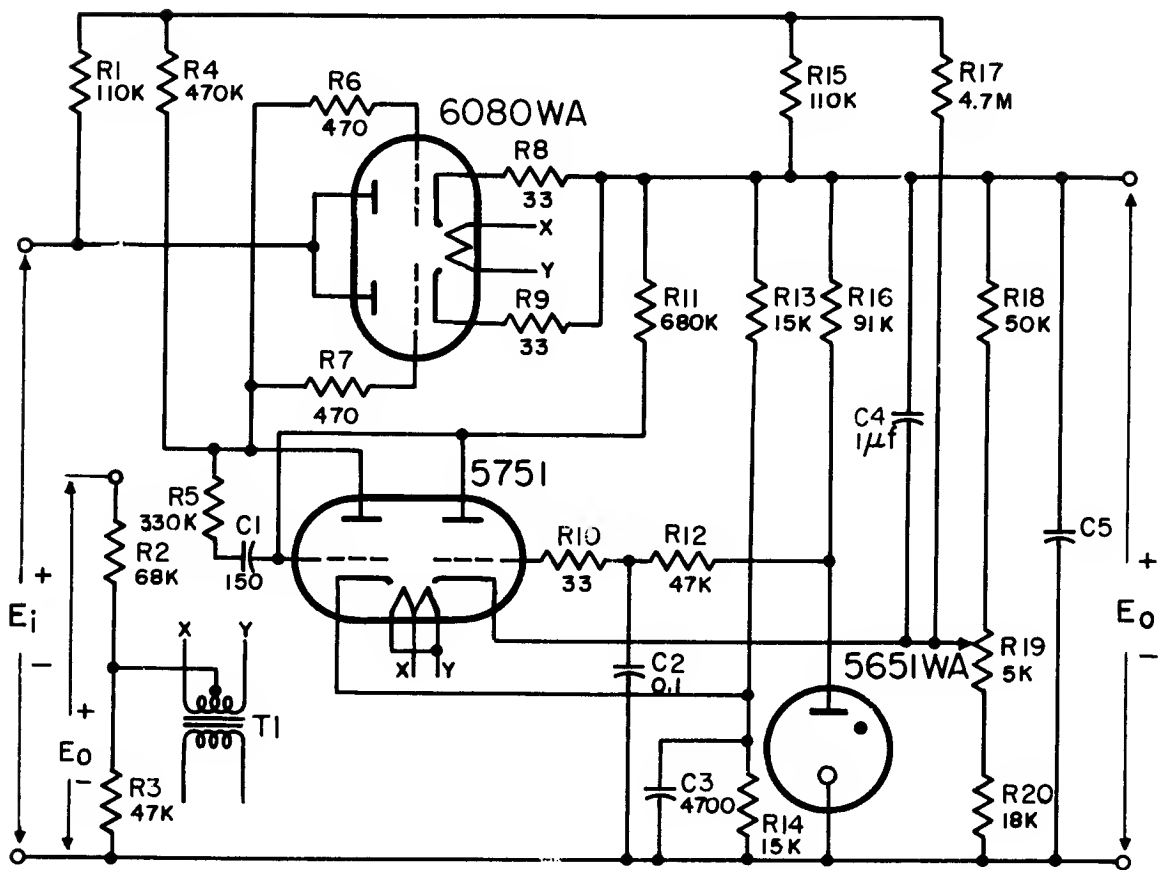 R1
110K
R4
470K
R6
470
6080WA
R8
33
X
Y
R9
33
R7
470
R15
110K
R17
4.7M
R11
680K
R13
15K
R16
91K
R18
50K
C4
1µf
5751
R5
330K
C1
150
R2
68K
R10
33
R12
47K
C5
+
Ei
−
X
Y
X
Y
C2
0.1
5651WA
R19
5K
+
Eo
−
T1
+
Eo
−
R3
47K
C3
4700
R14
15K
R20
18K